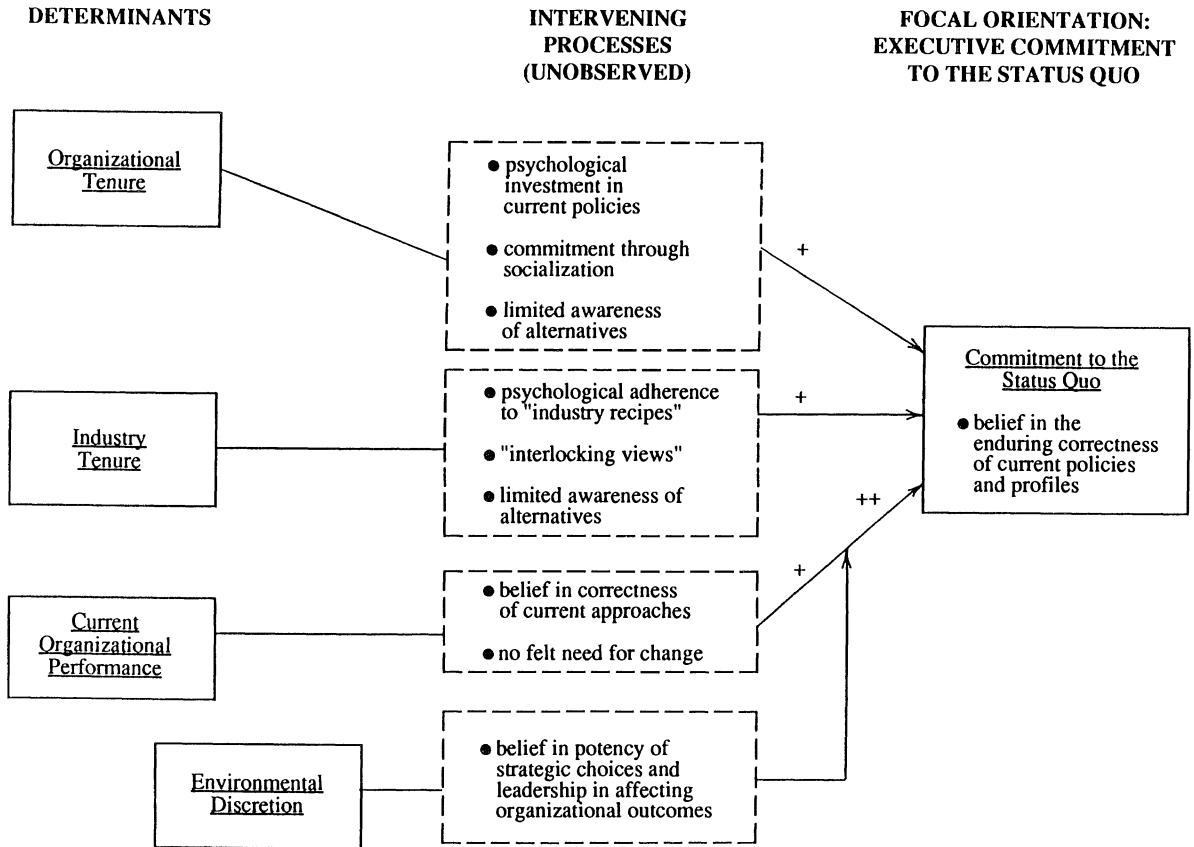 DETERMINANTS
INTERVENING
PROCESSES
(UNOBSERVED)
FOCAL ORIENTATION:
EXECUTIVE COMMITMENT
TO THE STATUS QUO
Organizational
Tenure
● psychological
investment in
current policies
● commitment through
socialization
● limited awareness
of alternatives
+
Industry
Tenure
● psychological adherence
to "industry recipes"
● "interlocking views"
● limited awareness of
alternatives
+
Current
Organizational
Performance
● belief in correctness
of current approaches
● no felt need for change
+
++
Environmental
Discretion
● belief in potency of
strategic choices and
leadership in affecting
organizational outcomes
Commitment to the
Status Quo
● belief in the
enduring correctness
of current policies
and profiles